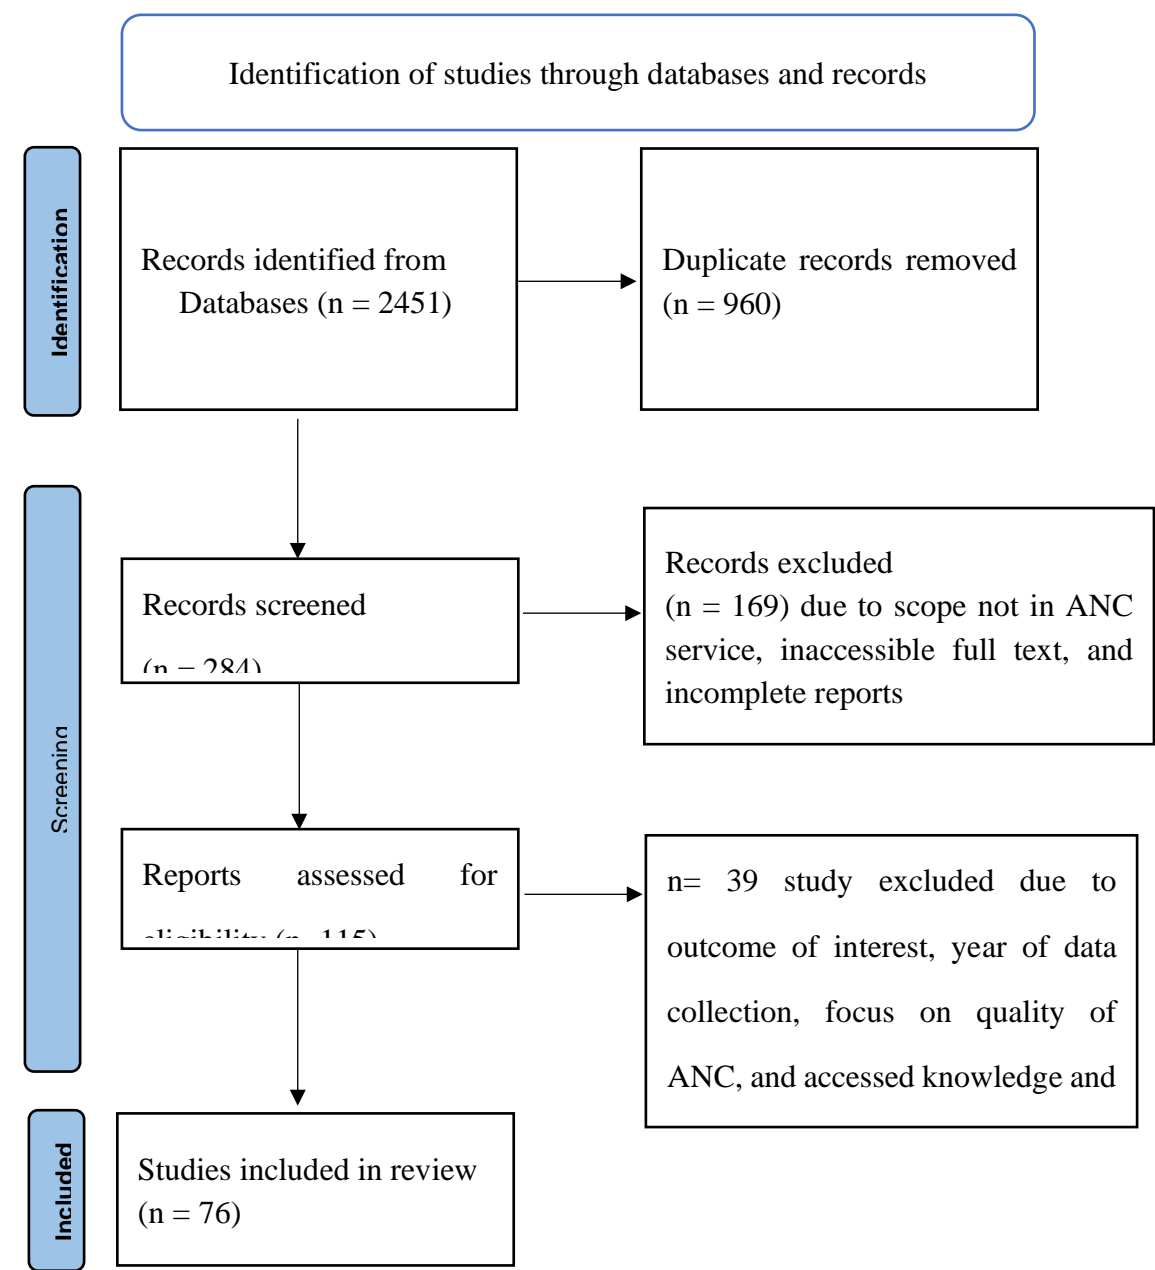 Identification of studies through databases and records
Identification
Records identified from
Databases (n = 2451)
Duplicate records removed
(n = 960)
Screening
Records screened
(n = 284)
Records excluded
(n = 169) due to scope not in ANC
service, inaccessible full text, and
incomplete reports
Reports assessed for
eligibility (n=115)
n= 39 study excluded due to
outcome of interest, year of data
collection, focus on quality of
ANC, and accessed knowledge and
Included
Studies included in review
(n = 76)